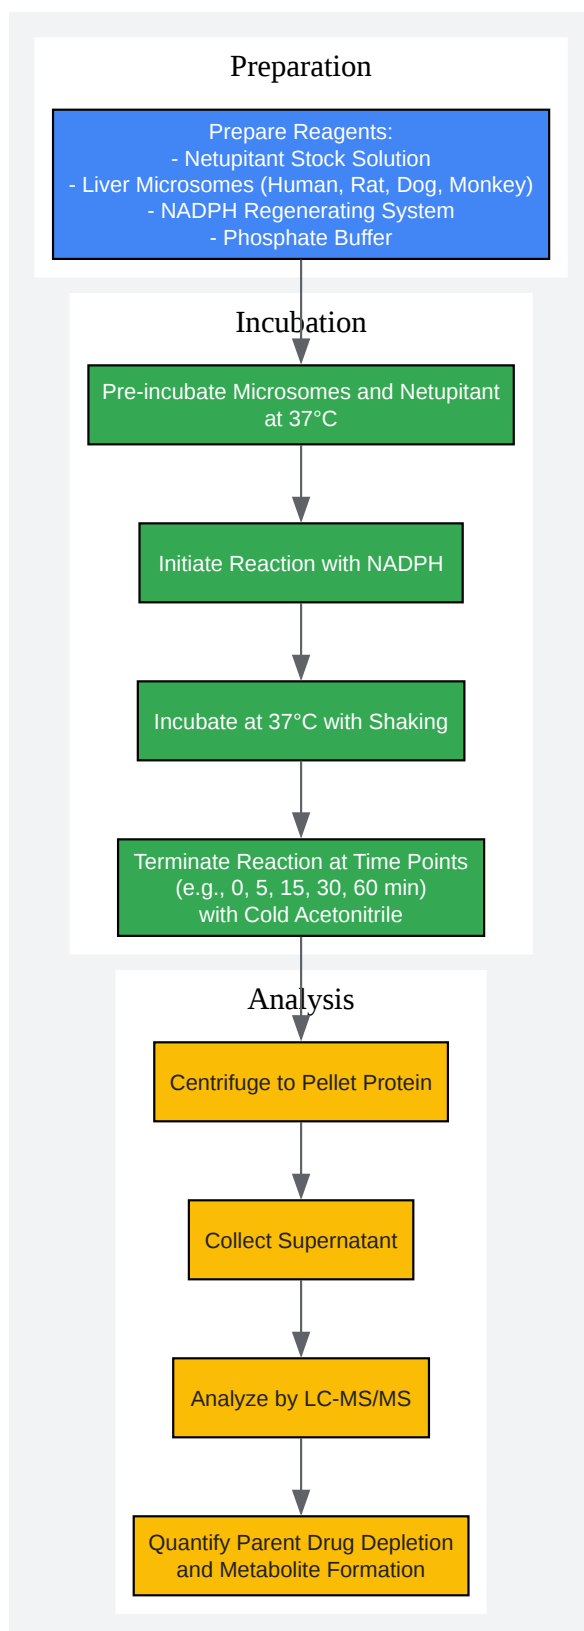 Preparation
Prepare Reagents:
- Netupitant Stock Solution
- Liver Microsomes (Human, Rat, Dog, Monkey)
- NADPH Regenerating System
- Phosphate Buffer
Incubation
Pre-incubate Microsomes and Netupitant
at 37°C
Initiate Reaction with NADPH
Incubate at 37°C with Shaking
Terminate Reaction at Time Points
(e.g., 0, 5, 15, 30, 60 min)
with Cold Acetonitrile
Analysis
Centrifuge to Pellet Protein
Collect Supernatant
Analyze by LC-MS/MS
Quantify Parent Drug Depletion
and Metabolite Formation